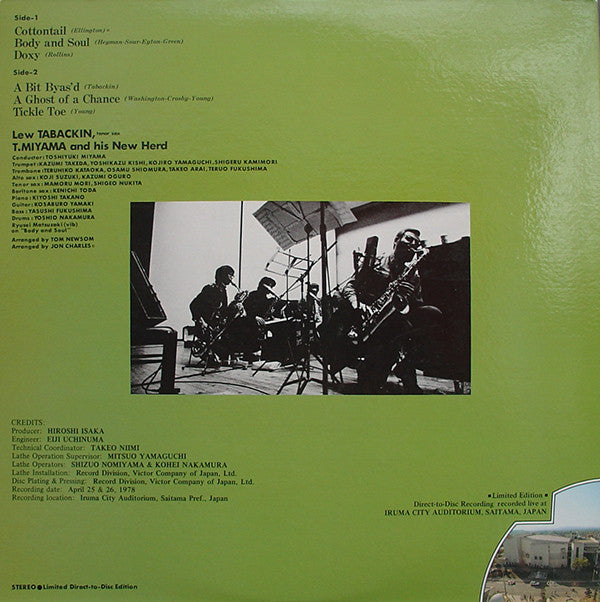 Side-1
Cottontail (Ellington)*
Body and Soul (Heyman-Sour-Eyton-Green)
Doxy (Rollins)
Side-2
A Bit Byas'd (Tabackin)
A Ghost of a Chance (Washington-Crosby-Young)
Tickle Toe (Young)
Lew TABACKIN, tenor sax
T.MIYAMA and his New Herd
Conductor: TOSHIYUKI MIYAMA
Trumpet: KAZUMI TAKEDA, YOSHIKAZU KISHI, KOJIRO YAMAGUCHI, SHIGERU KAMIMORI
Trombone: TERUHIKO KATAOKA, OSAMU SHIOMURA, TAKEO ARAI, TERUO FUKUSHIMA
Alto sax: KOJI SUZUKI, KAZUMI OGURO
Tenor sax: MAMORU MORI, SHIGEO NUKITA
Baritone sax: KENICHI TODA
Piano: KITOSHI TAKANO
Guitar: KOSABURO YAMAKI
Bass: YASUSHI FUKUSHIMA
Drums: YOSHIO NAKAMURA
Ryusei Matsuzaki (vib)
on "Body and Soul"
Arranged by TOM NEWSOM
Arranged by JON CHARLES*
CREDITS:
Producer: HIROSHI ISAKA
Engineer: EIJI UCHINUMA
Technical Coordinator: TAKEO NIIMI
Lathe Operation Supervisor: MITSUO YAMAGUCHI
Lathe Operators: SHIZUO NOMIYAMA & KOHEI NAKAMURA
Lathe Installation: Record Division, Victor Company of Japan, Ltd.
Disc Plating & Pressing: Record Division, Victor Company of Japan, Ltd.
Recording date: April 25 & 26, 1978
Recording location: Iruma City Auditorium, Saitama Pref., Japan
■Limited Edition■
Direct-to-Disc Recording recorded live at
IRUMA CITY AUDITORIUM, SAITAMA, JAPAN
STEREO●Limited Direct-to-Disc Edition